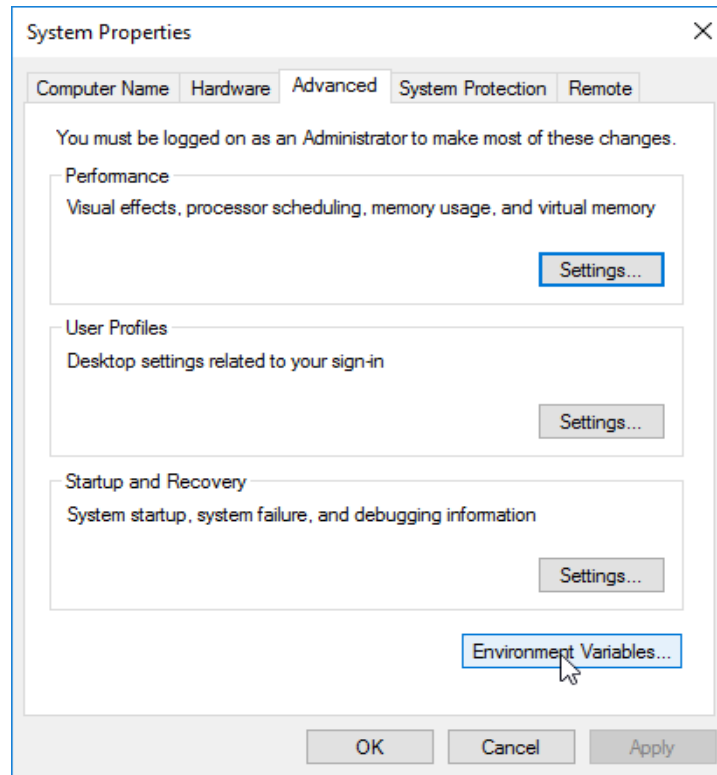 System Properties
Computer Name Hardware Advanced System Protection Remote
You must be logged on as an Administrator to make most of these changes.
Performance
Visual effects, processor scheduling, memory usage, and virtual memory
Settings...
User Profiles
Desktop settings related to your sign-in
Settings...
Startup and Recovery
System startup, system failure, and debugging information
Settings...
Environment Variables...
OK Cancel Apply